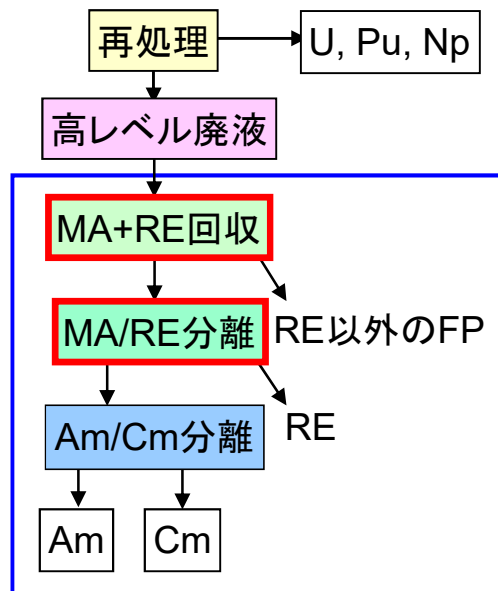 再処理
U, Pu, Np
高レベル廃液
MA+RE回収
MA/RE分離
RE以外のFP
Am/Cm分離
RE
Am
Cm